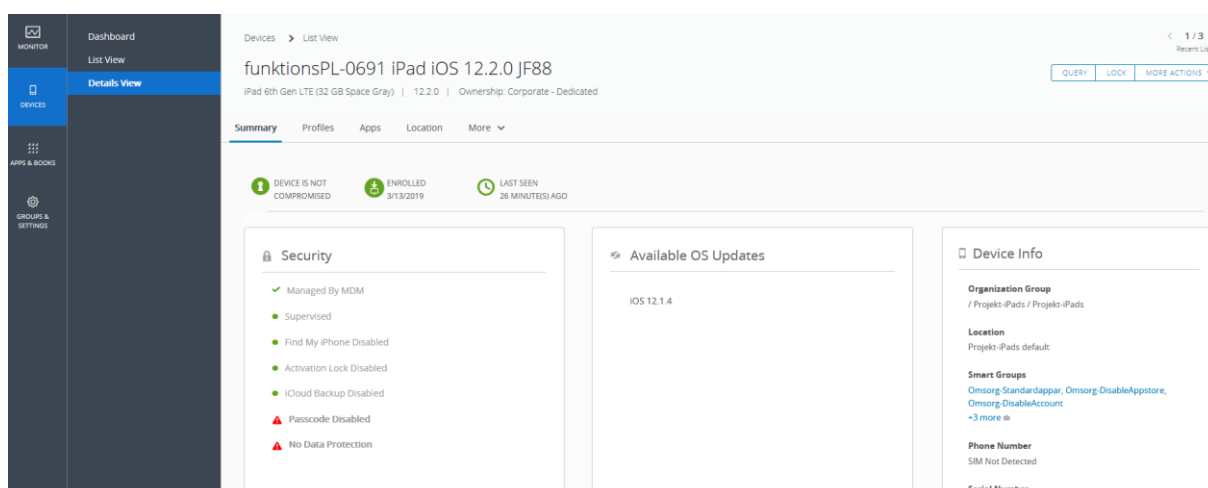 MONITOR
DEVICES
APPS & BOOKS
GROUPS &
SETTINGS
Dashboard
List View
Details View
Devices > List View
1/3
funktionsPL-0691 iPad iOS 12.2.0 JF88
iPad 6th Gen LTE (32 GB Space Gray) | 12.2.0 | Ownership: Corporate - Dedicated
QUERY LOCK MORE ACTIONS
Summary Profiles Apps Location More
DEVICE IS NOT
COMPROMISED
ENROLLED
3/13/2019
LAST SEEN
26 MINUTE(S) AGO
Security
Managed By MDM
Supervised
Find My iPhone Disabled
Activation Lock Disabled
iCloud Backup Disabled
Passcode Disabled
No Data Protection
Available OS Updates
iOS 12.1.4
Device Info
Organization Group
/ Projekt-iPads / Projekt-iPads
Location
Projekt-iPads default
Smart Groups
Omsorg-Standardappar, Omsorg-DisableAppstore,
Omsorg-DisableAccount
+3 more
Phone Number
SIM Not Detected